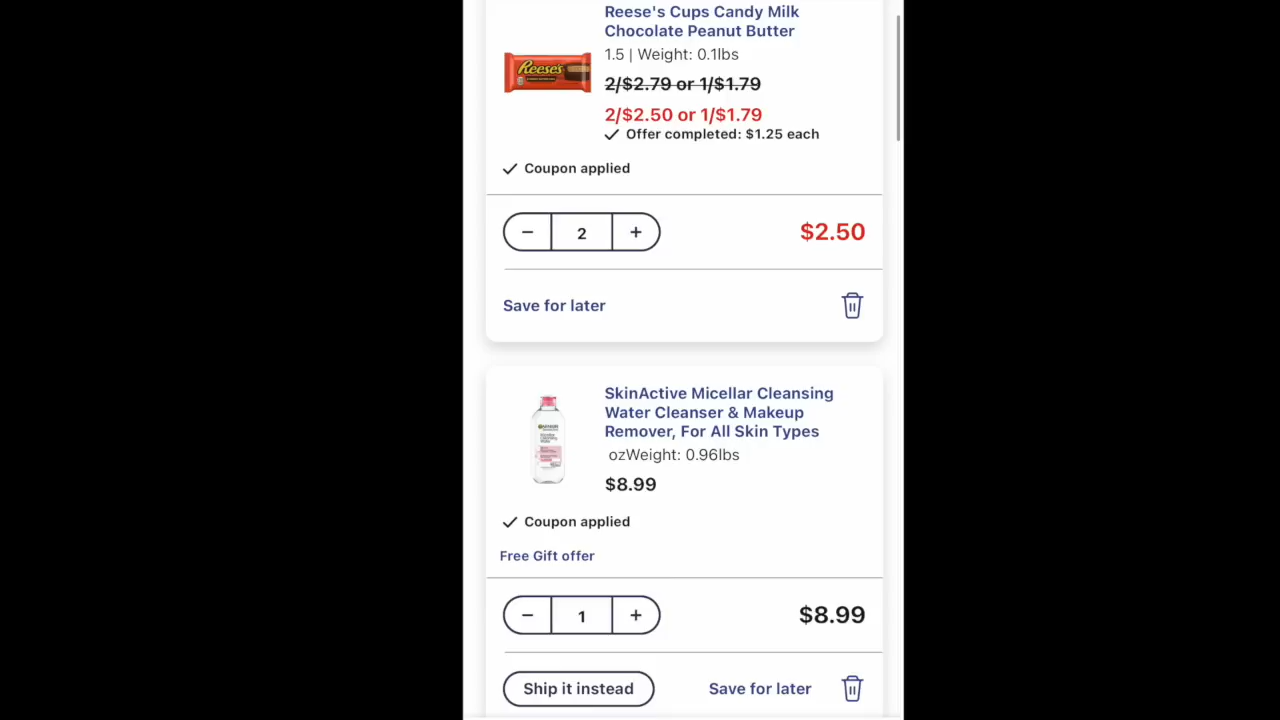 Reese's Cups Candy Milk
Chocolate Peanut Butter
1.5 | Weight: 0.1lbs
Reese's
2/$2.79 or 1/$1.79
2/$2.50 or 1/$1.79
Offer completed: $1.25 each
Coupon applied
− 2 +
$2.50
Save for later
SkinActive Micellar Cleansing
Water Cleanser & Makeup
Remover, For All Skin Types
ozWeight: 0.96lbs
GARNIER
$8.99
Coupon applied
Free Gift offer
− 1 +
$8.99
Ship it instead
Save for later